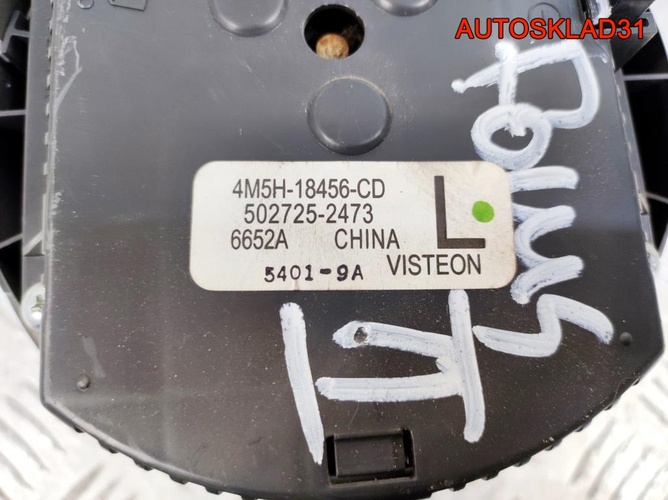 AUTOSKLAD31
4M5H-18456-CD
502725-2473
L
6652A CHINA
5401-9A VISTEON